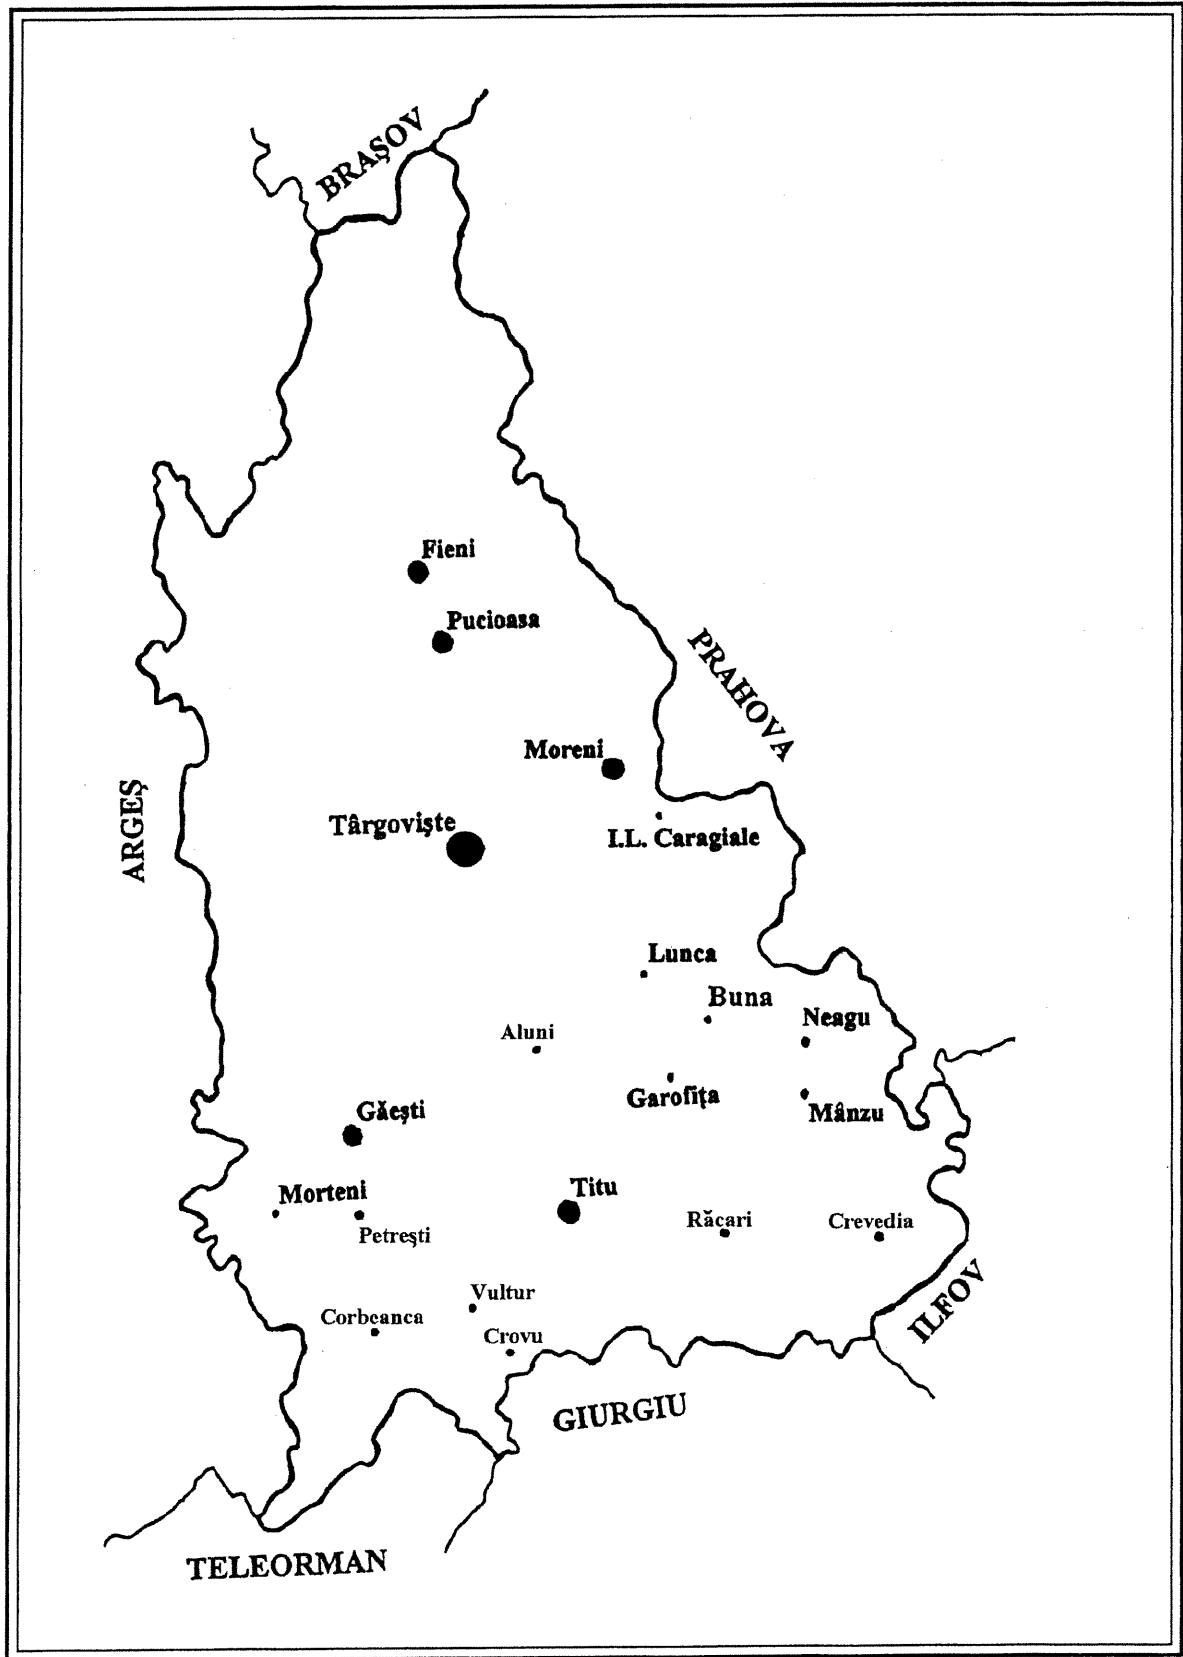 BRAŞOV
Fieni
Pucioasa
PRAHOVA
Moreni
ARGEŞ
Târgovişte
I.L. Caragiale
Lunca
Buna
Neagu
Aluni
Garofiţa
Găeşti
Mânzu
Morteni
Titu
Petreşti
Răcari
Crevedia
Vultur
Corbeanca
Crovu
ILFOV
GIURGIU
TELEORMAN